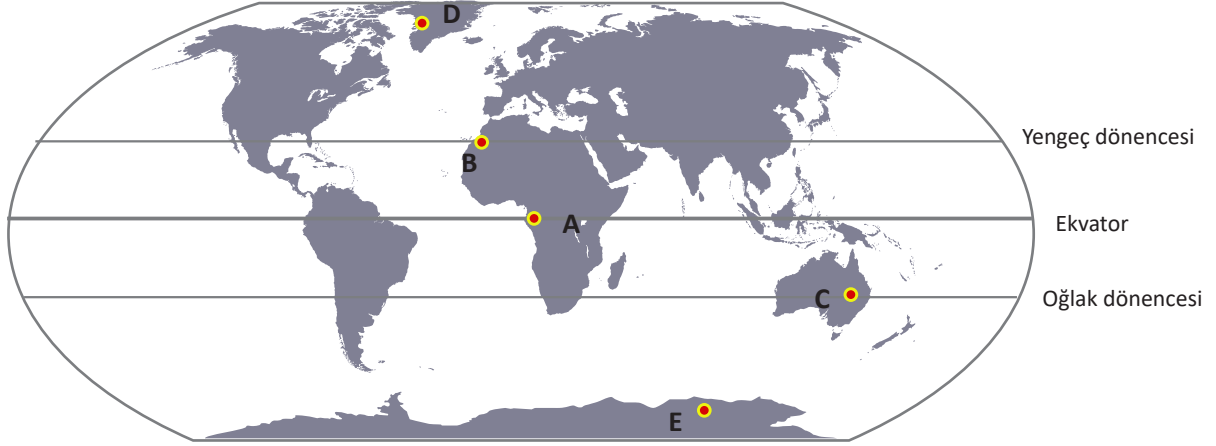 D
Yengeç dönencesi
B
A
Ekvator
C
Oğlak dönencesi
E